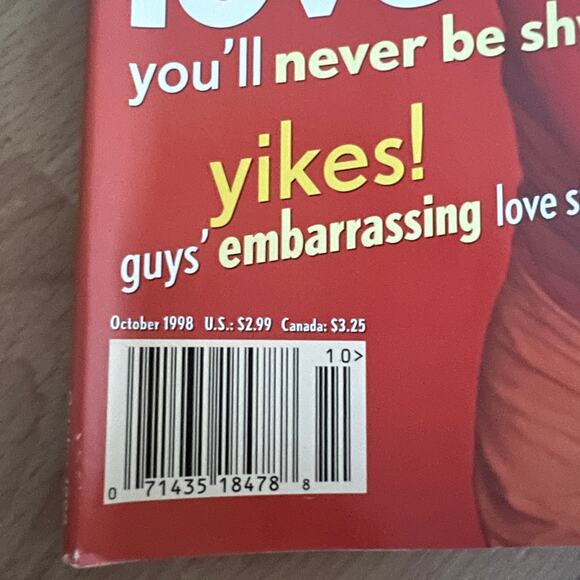 you'll never be
yikes!
guys' embarrassing love
October 1998 U.S.: $2.99 Canada: $3.25
10>
0 71435 18478 8